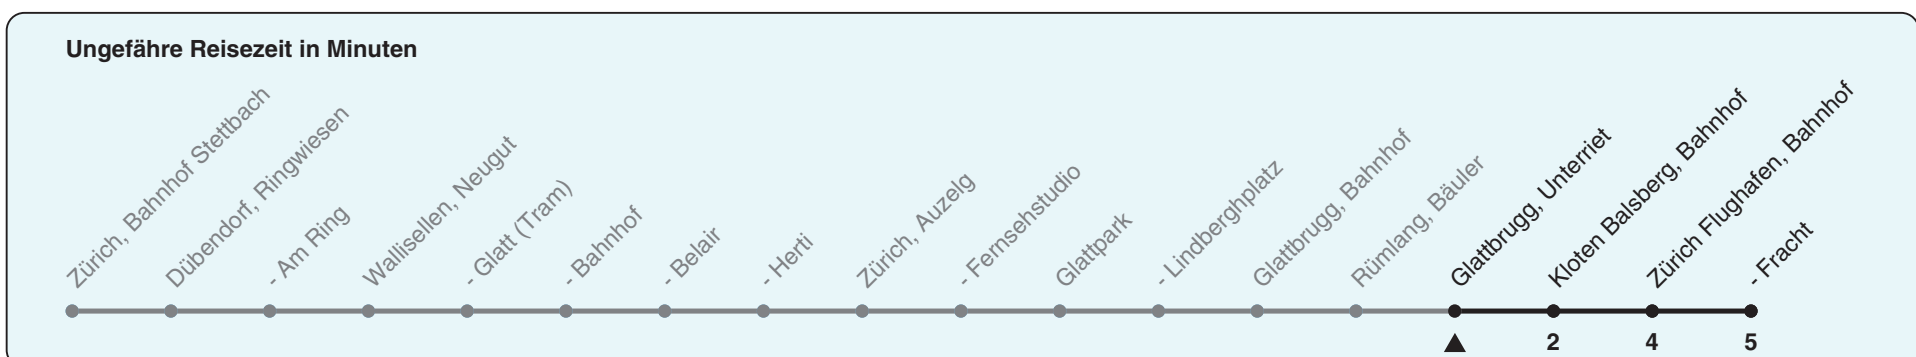 Ungefähre Reisezeit in Minuten
Zürich, Bahnhof Stettbach
Dübendorf, Ringwiesen
- Am Ring
Wallisellen, Neugut
- Glatt (Tram)
- Bahnhof
- Belair
- Herti
Zürich, Auzelg
- Fernsehstudio
Glattpark
- Lindberghplatz
Glattbrugg, Bahnhof
Rümlang, Bäuler
Glattbrugg, Unterriet
Kloten Balsberg, Bahnhof
Zürich Flughafen, Bahnhof
- Fracht
2 4 5